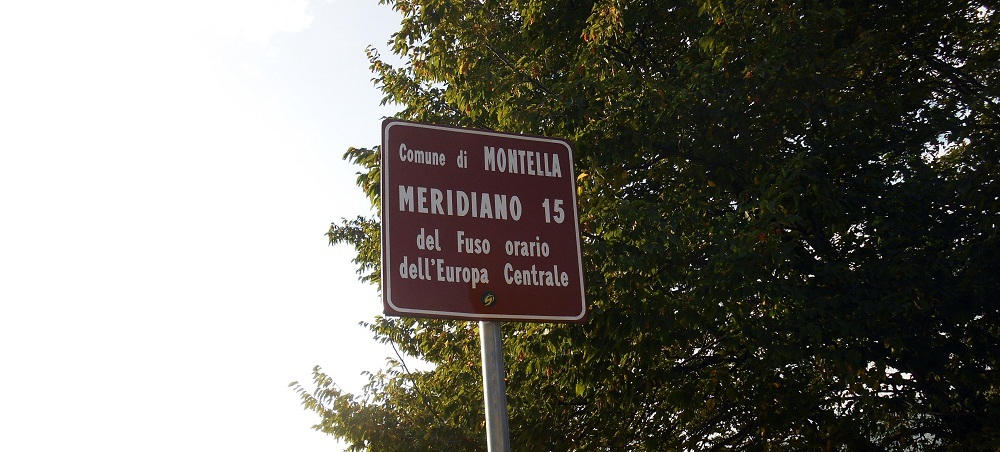 Comune di MONTELLA
MERIDIANO 15
del Fuso orario
dell'Europa Centrale